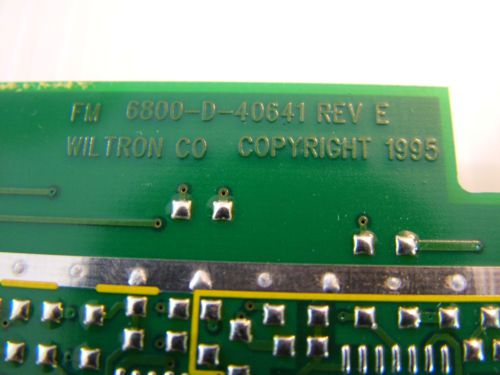 FM 6800-D-40641 REV E
WILTRON CO COPYRIGHT 1995